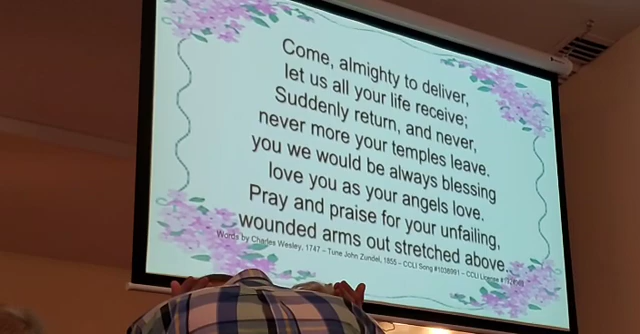 Come, almighty to deliver,
let us all your life receive;
Suddenly return, and never,
never more your temples leave.
you we would be always blessing
love you as your angels love.
Pray and praise for your unfailing,
wounded arms out stretched above.
Words by Charles Wesley, 1747 – Tune John Zundel, 1855 – CCLI Song #1036991 – CCLI License